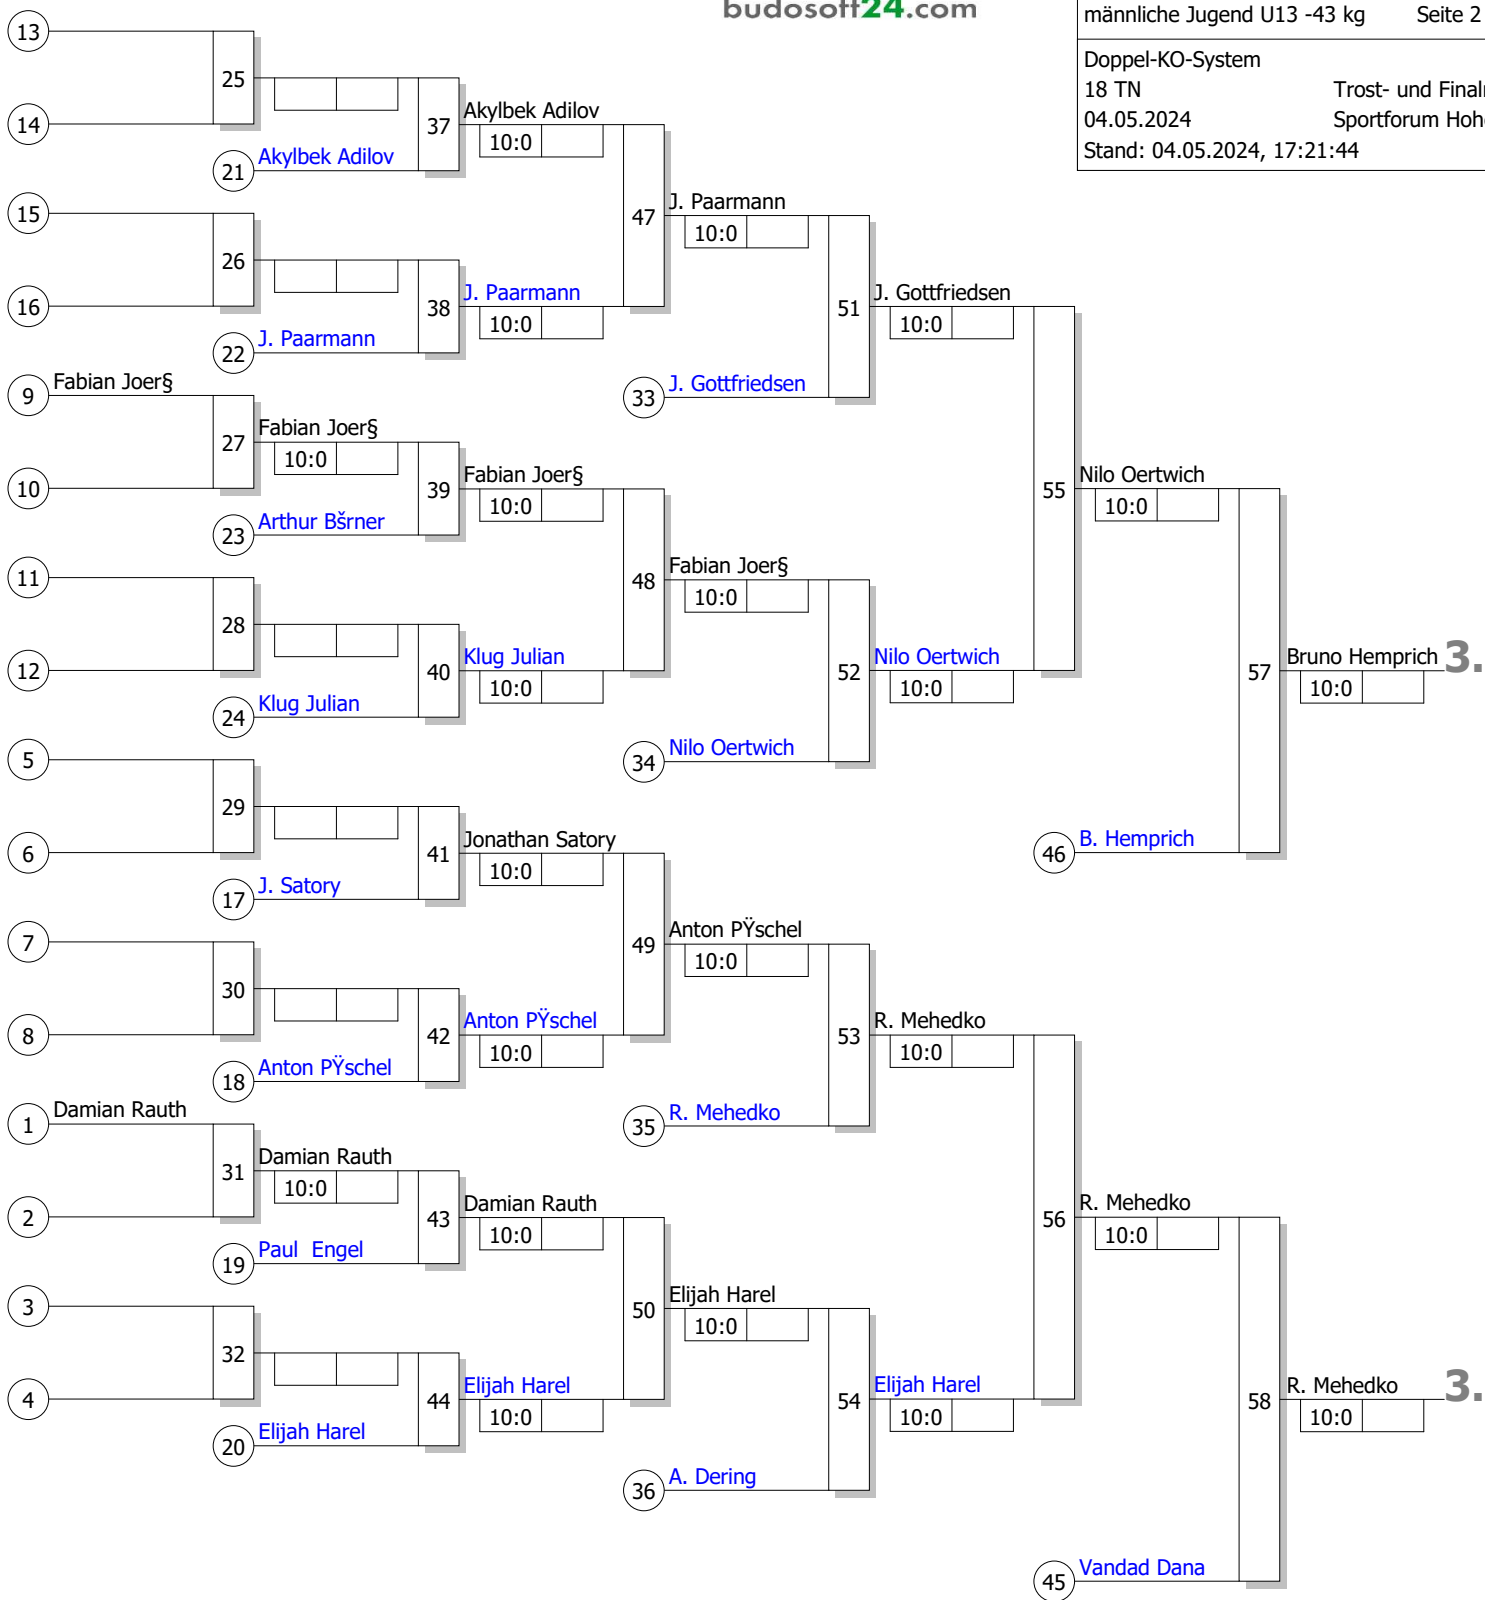 budosoft24.com
männliche Jugend U13 -43 kg Seite 2
Doppel-KO-System
18 TN Trost- und
04.05.2024 Sportforum
Stand: 04.05.2024, 17:21:44
13
25
14
37
Akylbek Adilov
10:0
21
Akylbek Adilov
15
47
J. Paarmann
10:0
26
16
38
J. Paarmann
10:0
22
J. Paarmann
51
J. Gottfriedsen
10:0
9
Fabian Joer§
33
J. Gottfriedsen
27
Fabian Joer§
10:0
10
39
Fabian Joer§
10:0
23
Arthur Bšrner
55
Nilo Oertwich
10:0
11
48
Fabian Joer§
10:0
28
12
40
Klug Julian
10:0
24
Klug Julian
52
Nilo Oertwich
10:0
57
Bruno Hemprich
3.
10:0
5
34
Nilo Oertwich
29
6
41
Jonathan Satory
10:0
17
J. Satory
46
B. Hemprich
7
49
Anton PŸschel
10:0
30
8
42
Anton PŸschel
10:0
18
Anton PŸschel
53
R. Mehedko
10:0
1
Damian Rauth
35
R. Mehedko
31
Damian Rauth
10:0
2
43
Damian Rauth
10:0
19
Paul  Engel
56
R. Mehedko
10:0
3
50
Elijah Harel
10:0
32
4
44
Elijah Harel
10:0
20
Elijah Harel
54
Elijah Harel
10:0
58
R. Mehedko
3.
10:0
36
A. Dering
45
Vandad Dana